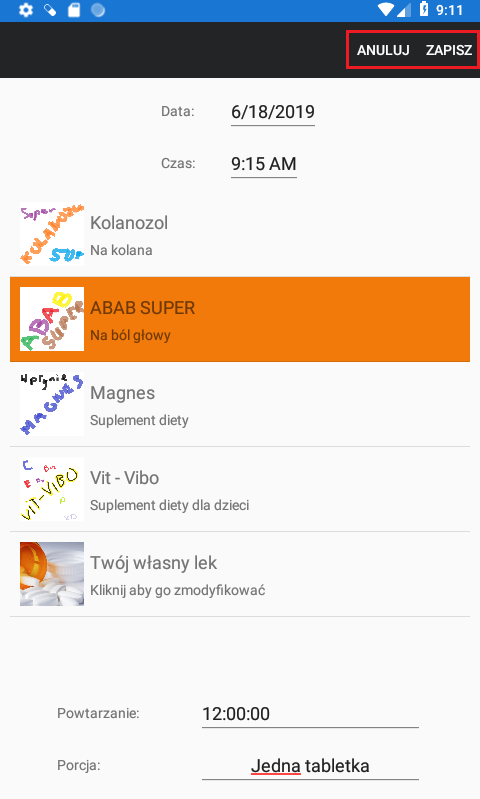 9:11
ANULUJ ZAPISZ
Data: 6/18/2019
Czas: 9:15 AM
Super
KOLANOZOL
Kolanozol
Na kolana
ABAB
SUPER
ABAB SUPER
Na ból głowy
MAGNES
Magnes
Suplement diety
VIT-VIBO
Vit - Vibo
Suplement diety dla dzieci
Twój własny lek
Kliknij aby go zmodyfikować
Powtarzanie: 12:00:00
Porcja: Jedna tabletka